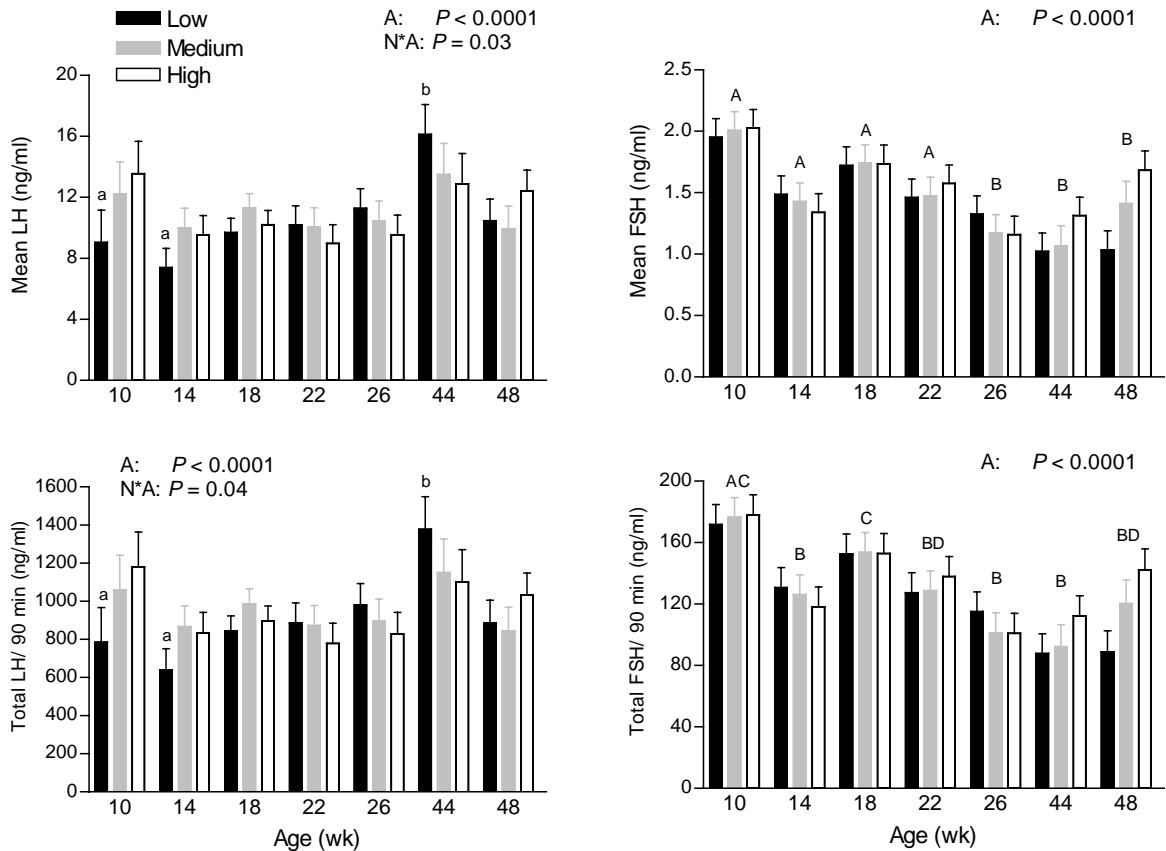 Low
Medium
High
A: P < 0.0001
N*A: P = 0.03
Mean LH (ng/ml)
20
16
12
8
4
0
a
a
b
10 14 18 22 26 44 48
A: P < 0.0001
Mean FSH (ng/ml)
2.5
2.0
1.5
1.0
0.5
0.0
A
A
A
A
B
B
B
10 14 18 22 26 44 48
A: P < 0.0001
N*A: P = 0.04
Total LH/ 90 min (ng/ml)
1600
1400
1200
1000
800
600
400
200
0
a
a
b
10 14 18 22 26 44 48
Age (wk)
A: P < 0.0001
Total FSH/ 90 min (ng/ml)
200
160
120
80
40
0
AC
B
C
BD
B
B
BD
10 14 18 22 26 44 48
Age (wk)